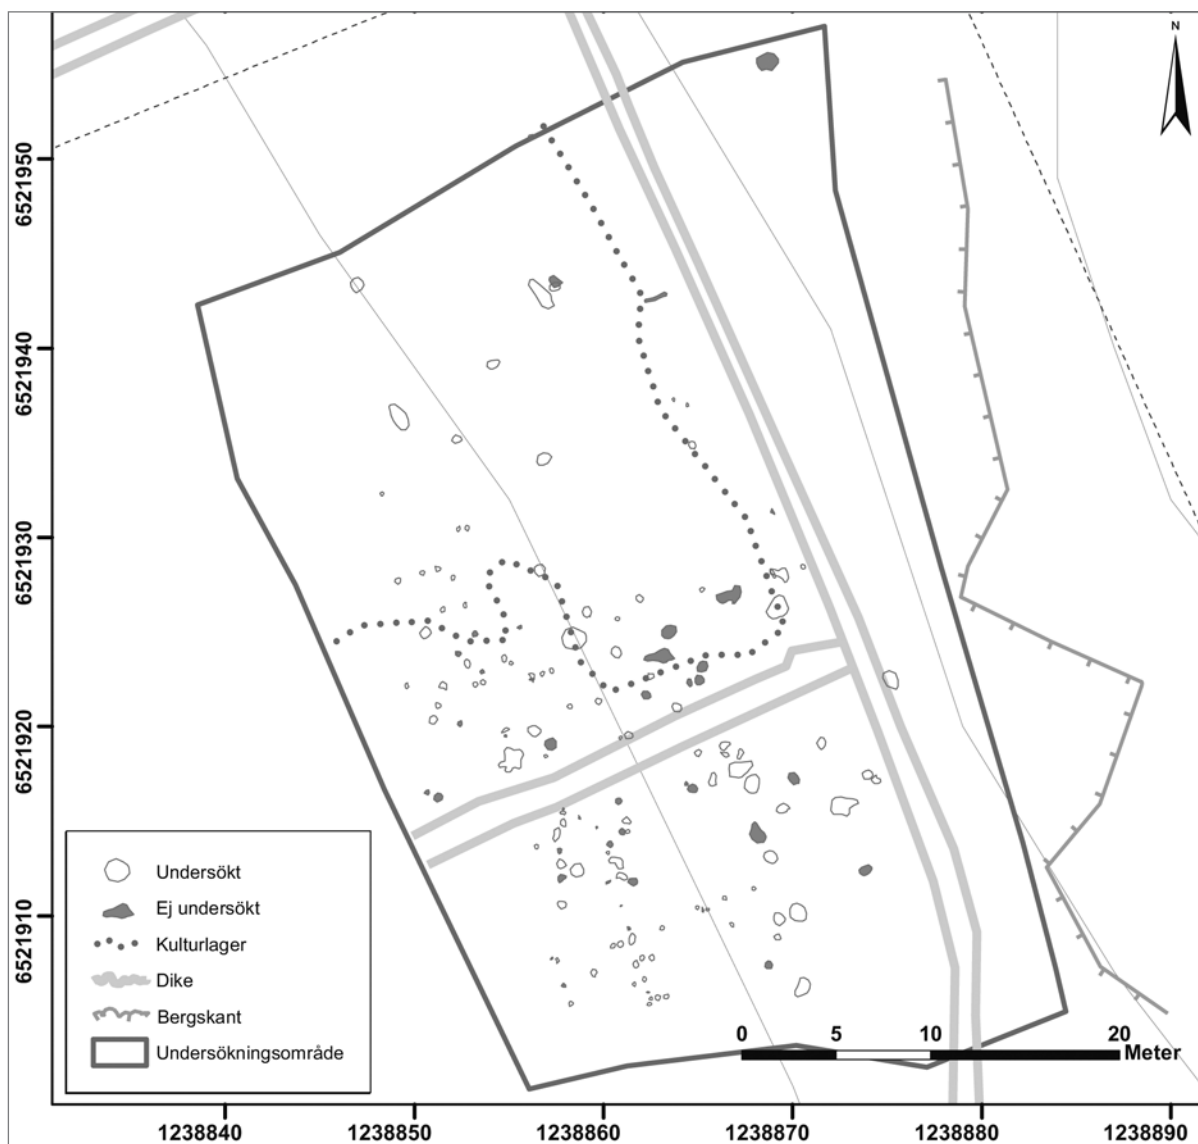 N
6521950
6521940
6521930
6521920
6521910
Undersökt
Ej undersökt
Kulturlager
Dike
Bergskant
Undersökningsområde
0 5 10 20
Meter
1238840 1238850 1238860 1238870 1238880 1238890